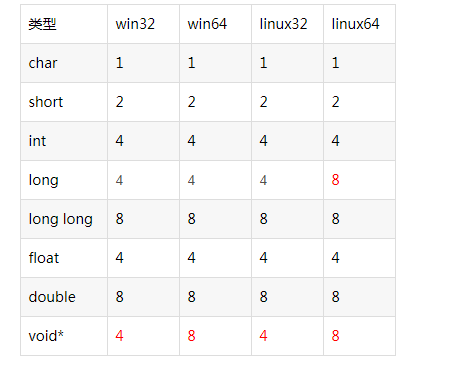 类型 win32 win64 linux32 linux64
char 1 1 1 1
short 2 2 2 2
int 4 4 4 4
long 4 4 4 8
long long 8 8 8 8
float 4 4 4 4
double 8 8 8 8
void* 4 8 4 8